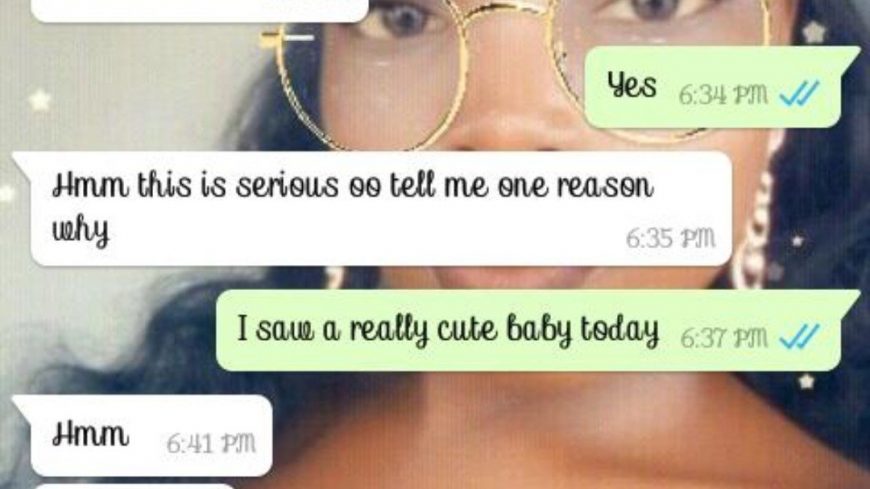 Yes 6:34 PM
Hmm this is serious oo tell me one reason
why 6:35 PM
I saw a really cute baby today 6:37 PM
Hmm 6:41 PM